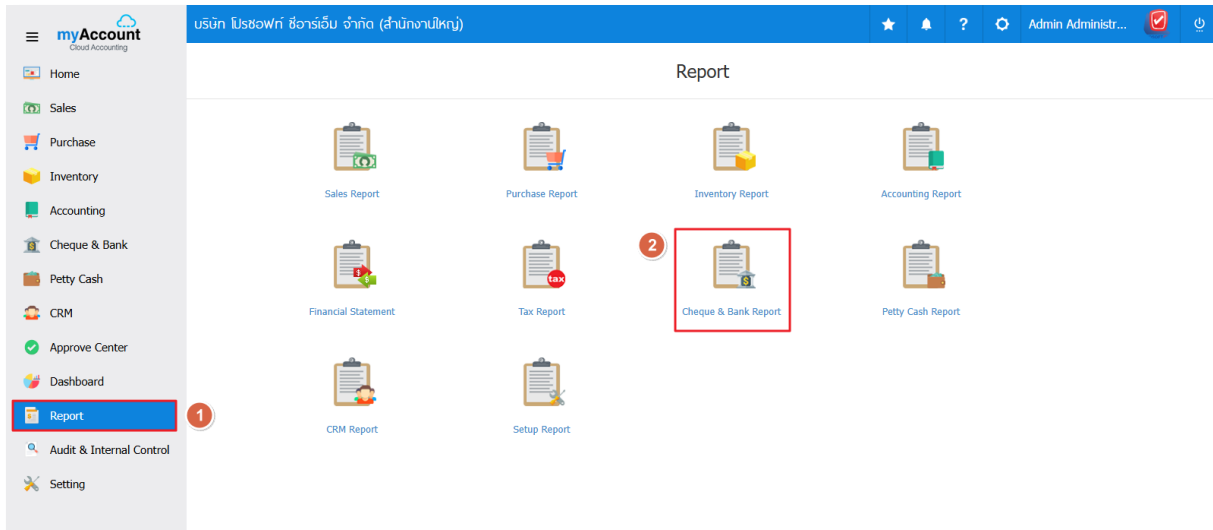 myAccount
Cloud Accounting
บริษัท โปรซอฟท์ ซีอาร์เอ็ม จำกัด (สำนักงานใหญ่)
?
Admin Administr...
Home
Sales
Purchase
Inventory
Accounting
Cheque & Bank
Petty Cash
CRM
Approve Center
Dashboard
Report
1
Audit & Internal Control
Setting
Report
Sales Report
Purchase Report
Inventory Report
Accounting Report
2
Financial Statement
tax
Tax Report
Cheque & Bank Report
Petty Cash Report
CRM Report
Setup Report